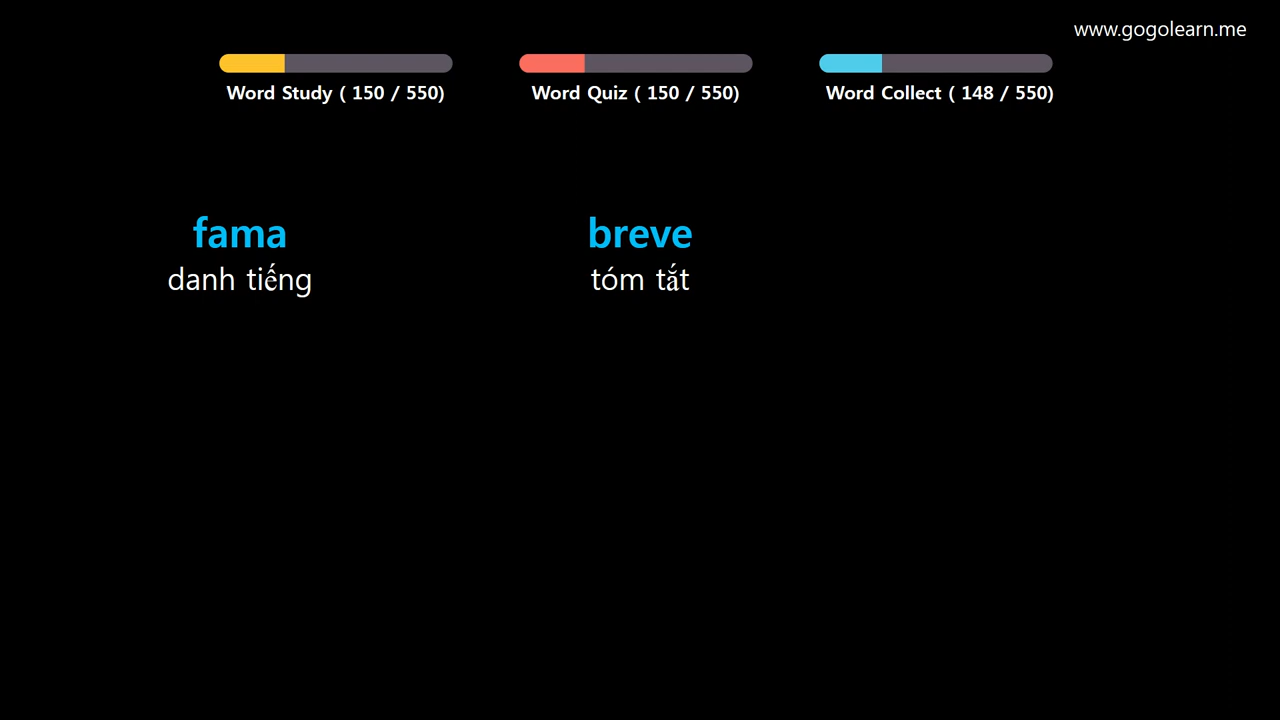 www.gogolearn.me
Word Study ( 150 / 550)
Word Quiz ( 150 / 550)
Word Collect ( 148 / 550)
fama
danh tiếng
breve
tóm tắt